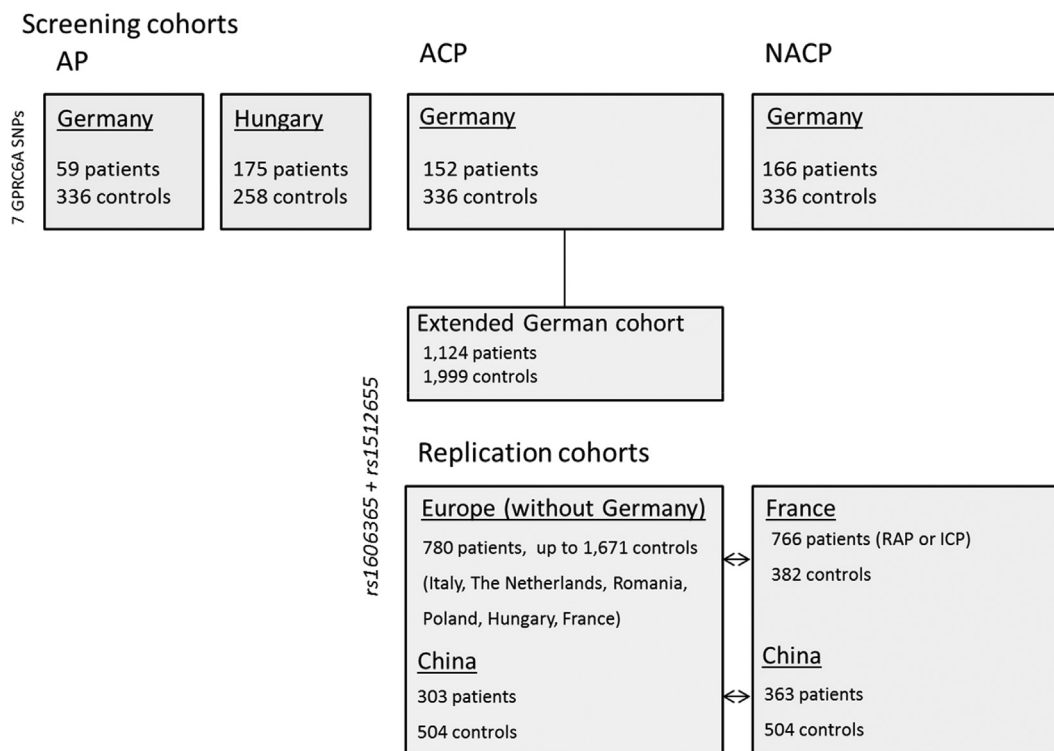 Screening cohorts
AP
ACP
NACP
7 GPRC6A SNPs
Germany
59 patients
336 controls
Hungary
175 patients
258 controls
Germany
152 patients
336 controls
Germany
166 patients
336 controls
Extended German cohort
1,124 patients
1,999 controls
rs1606365 + rs1512655
Replication cohorts
Europe (without Germany)
780 patients, up to 1,671 controls
(Italy, The Netherlands, Romania,
Poland, Hungary, France)
China
303 patients
504 controls
France
766 patients (RAP or ICP)
382 controls
China
363 patients
504 controls